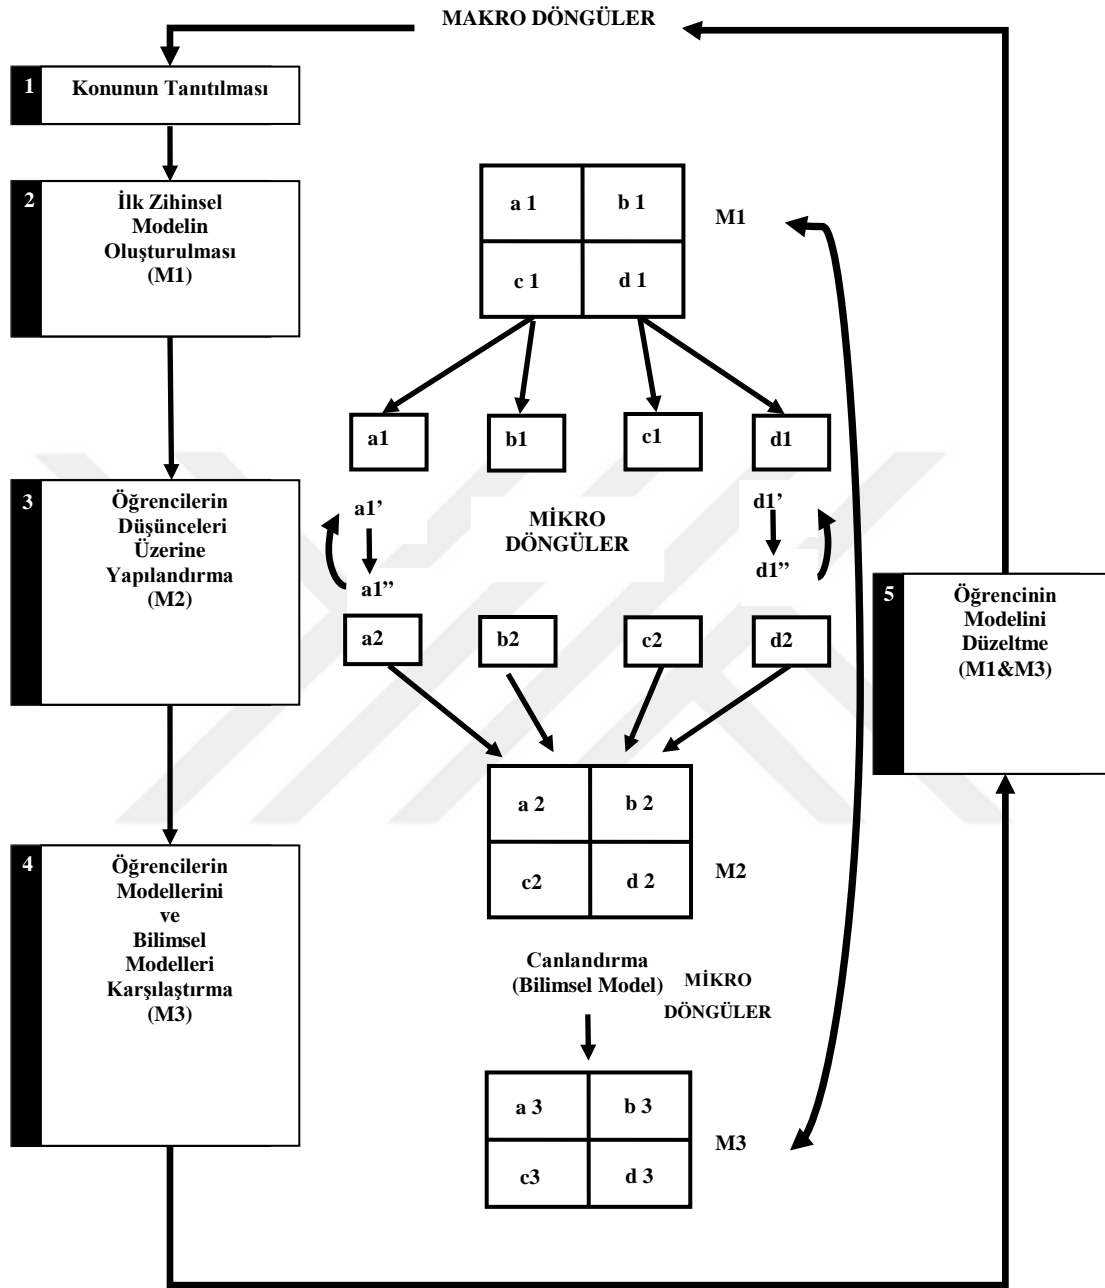 MAKRO DÖNGÜLER
1
Konunun Tanıtılması
2
İlk Zihinsel
Modelin
Oluşturulması
(M1)
a 1
b 1
M1
c 1
d 1
a1
b1
c1
d1
3
Öğrencilerin
Düşünceleri
Üzerine
Yapılandırma
(M2)
a1’
a1”
MİKRO
DÖNGÜLER
d1’
d1”
a2
b2
c2
d2
a 2
b 2
c2
d 2
M2
4
Öğrencilerin
Modellerini
ve
Bilimsel
Modelleri
Karşılaştırma
(M3)
Canlandırma
(Bilimsel Model)
MİKRO
DÖNGÜLER
a 3
b 3
M3
c3
d 3
5
Öğrencinin
Modelini
Düzeltme
(M1&M3)